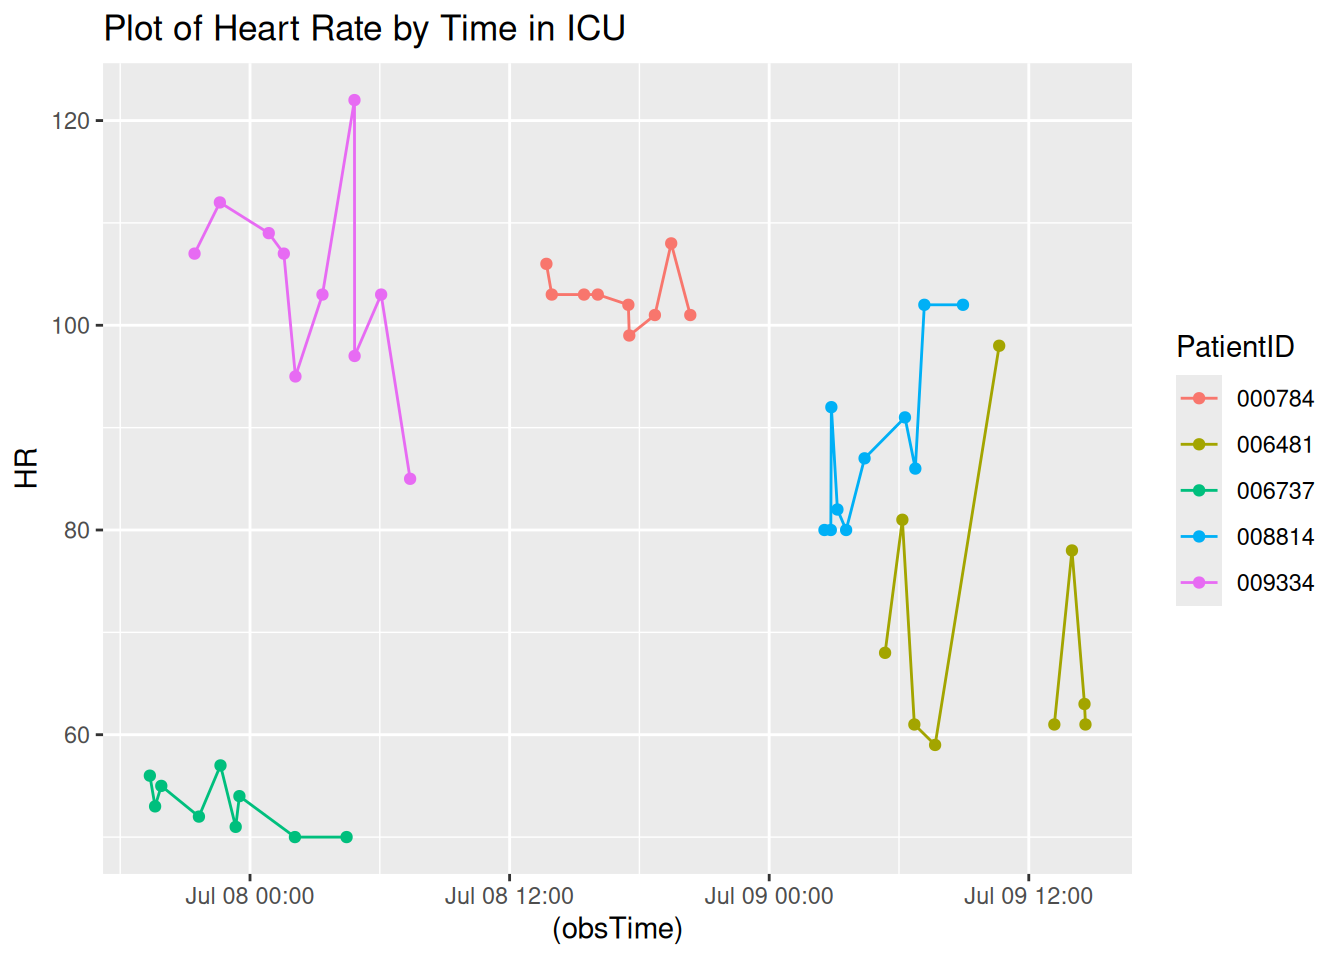 Plot of Heart Rate by Time in ICU
120
100
80
60
HR
Jul 08 00:00
Jul 08 12:00
Jul 09 00:00
Jul 09 12:00
(obsTime)
PatientID
000784
006481
006737
008814
009334